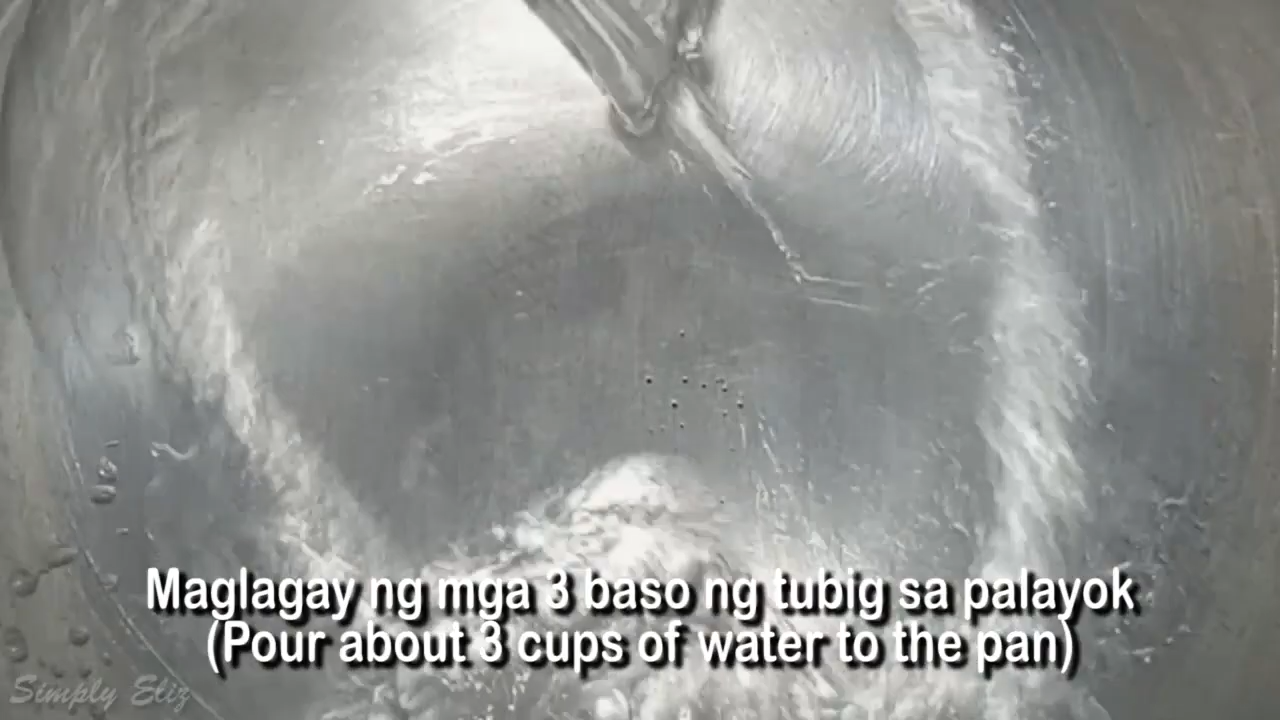 Maglagay ng mga 3 baso ng tubig sa palayok
(Pour about 3 cups of water to the pan)
Simply Eliz